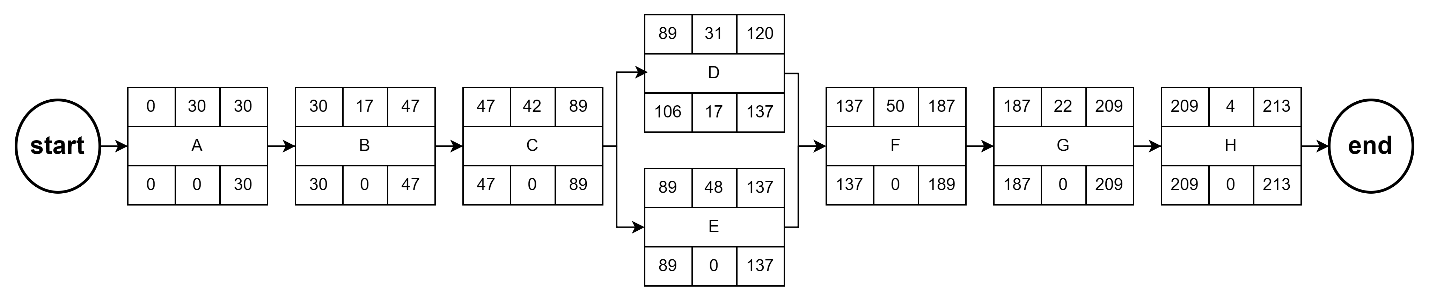 start
0 30 30
A
0 0 30
30 17 47
B
30 0 47
47 42 89
C
47 0 89
89 31 120
D
106 17 137
89 48 137
E
89 0 137
137 50 187
F
137 0 189
187 22 209
G
187 0 209
209 4 213
H
209 0 213
end